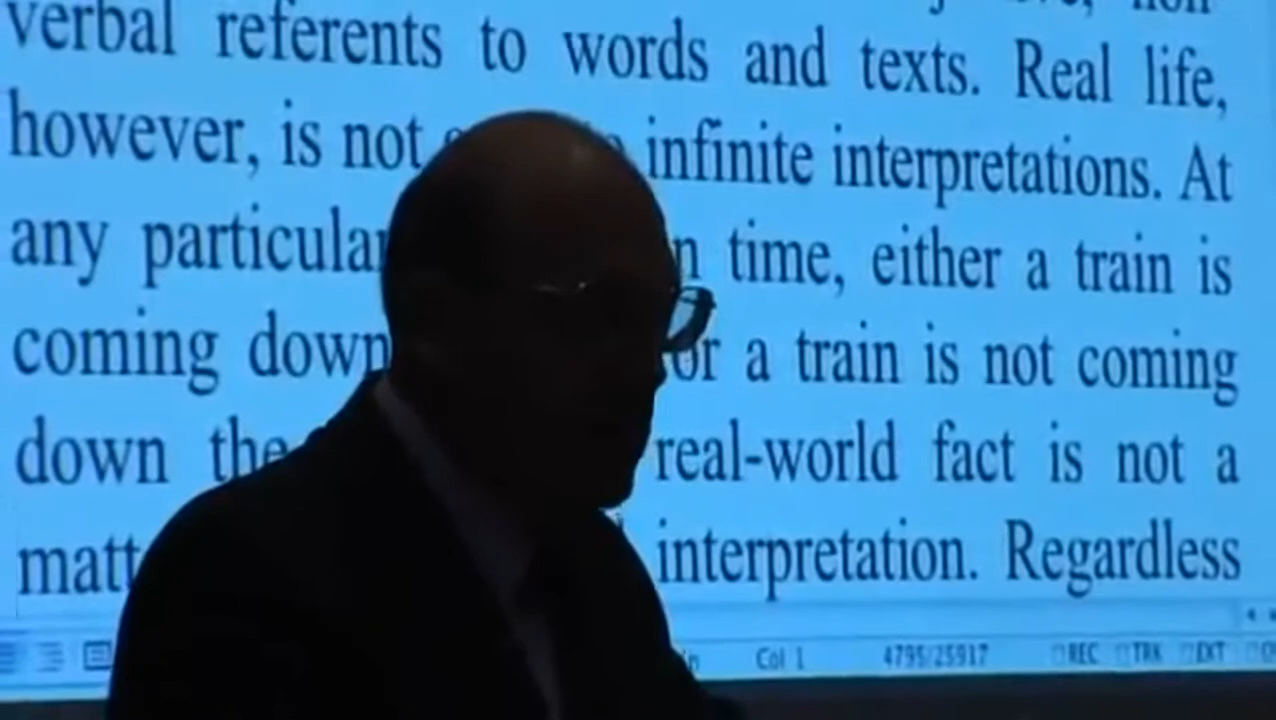 verbal referents to words and texts. Real life,
however, is not infinite interpretations. At
any particular time, either a train is
coming down or a train is not coming
down the real-world fact is not a
interpretation. Regardless
Col 1 4795/25917 REC TRK EXT